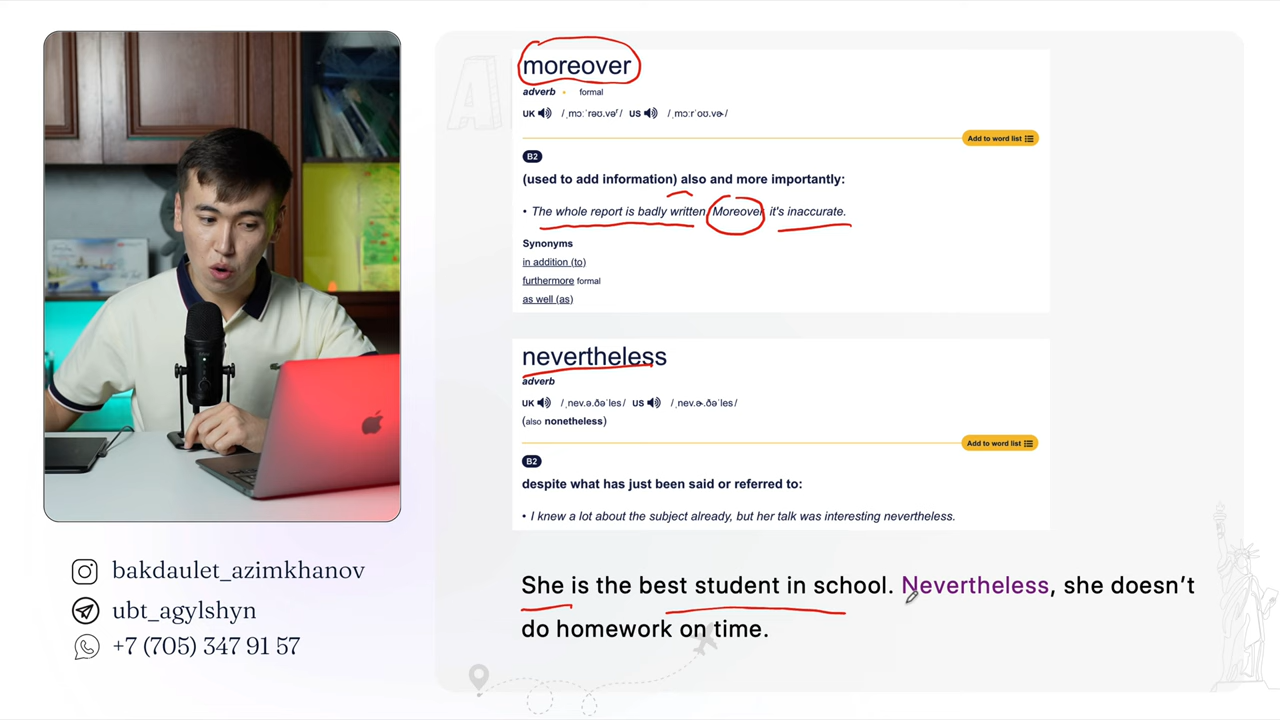 moreover
adverb • formal
UK /ˌmɔːˈrəʊ.vəʳ/ US /ˌmɔːrˈoʊ.vɚ/
Add to word list
B2
(used to add information) also and more importantly:
• The whole report is badly written. Moreover, it's inaccurate.
Synonyms
in addition (to)
furthermore formal
as well (as)
nevertheless
adverb
UK /ˌnev.ə.ðəˈles/ US /ˌnev.ɚ.ðəˈles/
(also nonetheless)
Add to word list
B2
despite what has just been said or referred to:
• I knew a lot about the subject already, but her talk was interesting nevertheless.
She is the best student in school. Nevertheless, she doesn’t
do homework on time.
bakdaulet_azimkhanov
ubt_agylshyn
+7 (705) 347 91 57